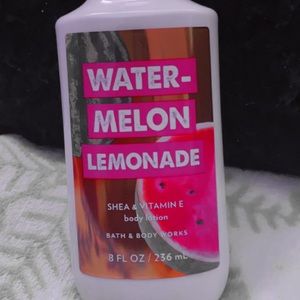 WATER-
MELON
LEMONADE
SHEA & VITAMIN E
body lotion
BATH & BODY WORKS
8 FL OZ / 236 mL